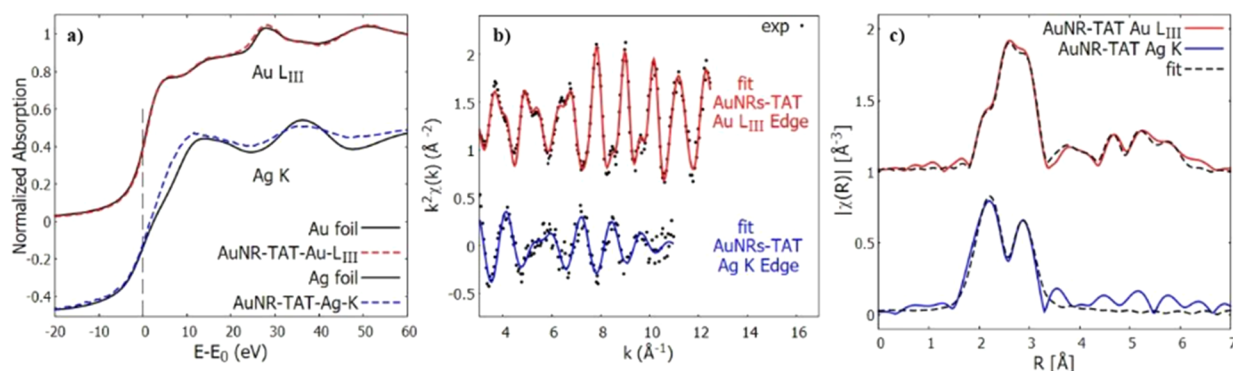 a)
Normalized Absorption
1
0.8
0.6
0.4
0.2
0
-0.2
-0.4
Au LIII
Ag K
Au foil
AuNR-TAT-Au-LIII
Ag foil
AuNR-TAT-Ag-K
-20 -10 0 10 20 30 40 50 60
E-E0 (eV)
b)
exp
k²χ(k) (Å⁻²)
2
1.5
1
0.5
0
-0.5
fit
AuNRs-TAT
Au LIII Edge
fit
AuNRs-TAT
Ag K Edge
4 6 8 10 12 14 16
k (Å⁻¹)
c)
AuNR-TAT Au LIII
AuNR-TAT Ag K
fit
|χ(R)| [Å⁻³]
2
1.5
1
0.5
0
0 1 2 3 4 5 6 7
R [Å]